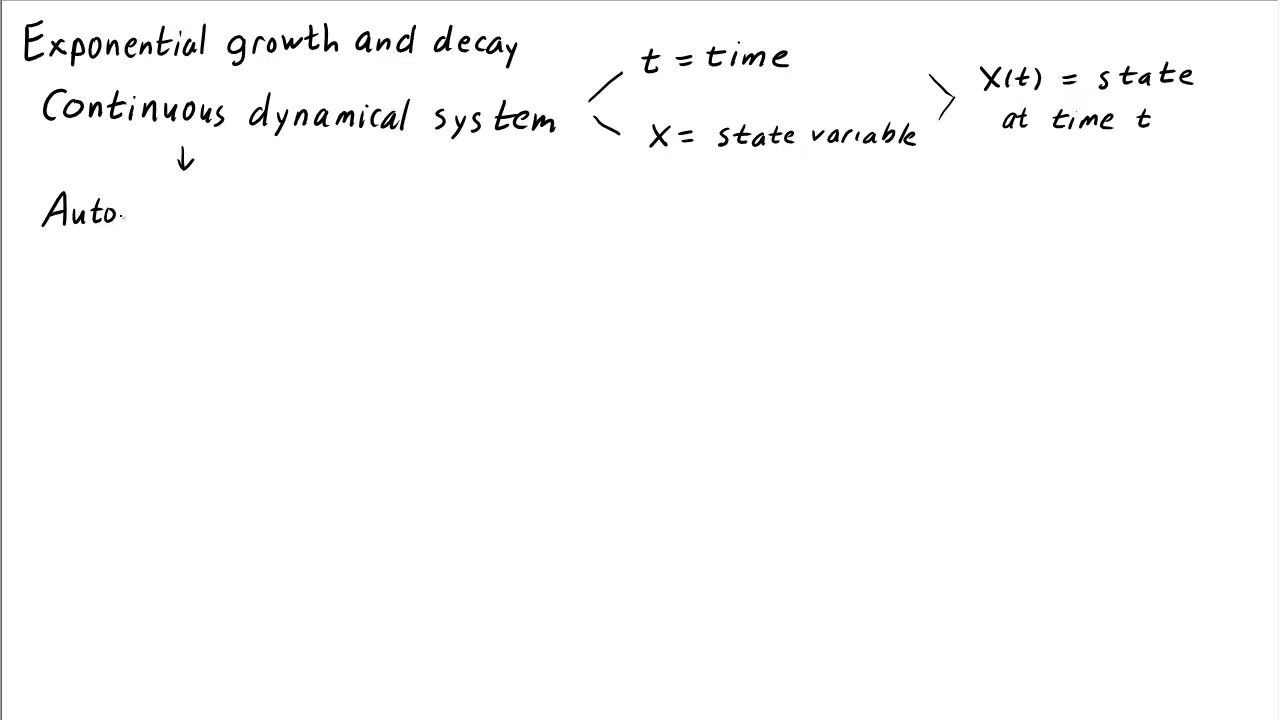 Exponential growth and decay
Continuous dynamical system
t = time
x = state variable
x(t) = state
at time t
↓
Auto